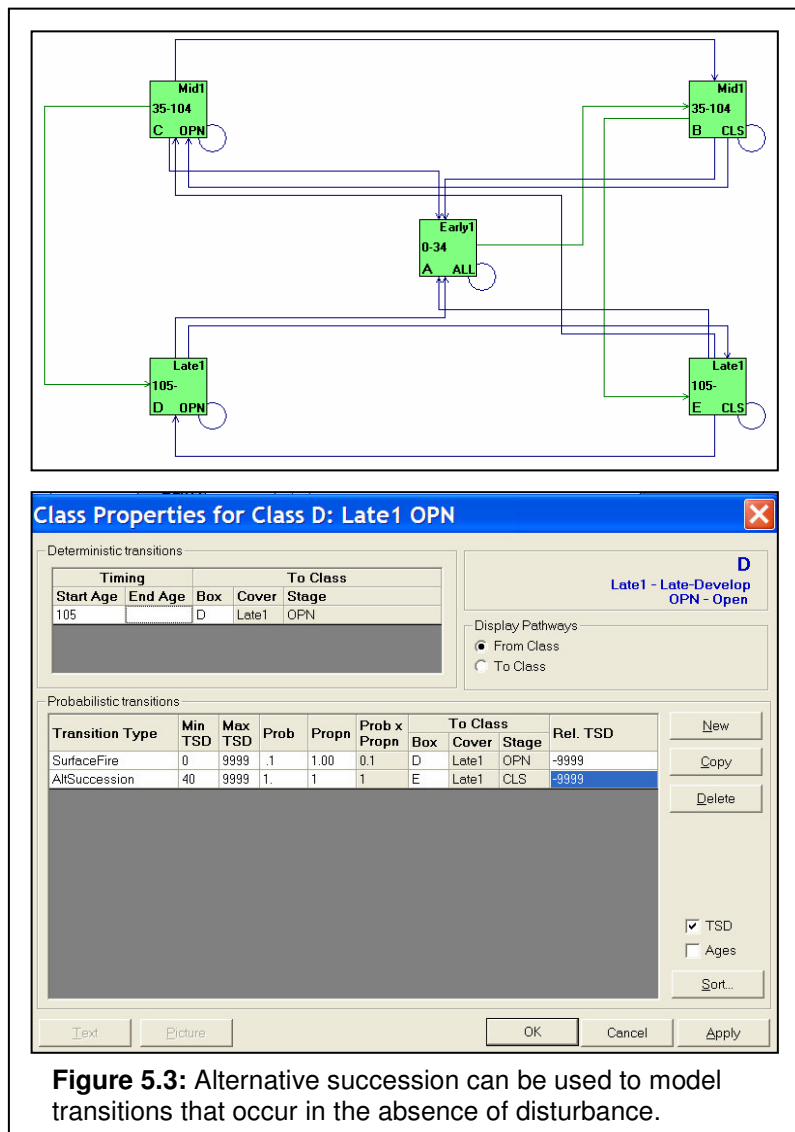 Mid1
35-104
C OPN
Mid1
35-104
B CLS
Early1
0-34
A ALL
Late1
105-
D OPN
Late1
105-
E CLS
Class Properties for Class D: Late1 OPN
Deterministic transitions
Timing To Class
Start Age End Age Box Cover Stage
105 D Late1 OPN
D
Late1 - Late-Develop
OPN - Open
Display Pathways
From Class
To Class
Probabilistic transitions
Transition Type Min TSD Max TSD Prob Propn Prob x Propn To Class Box Cover Stage Rel. TSD
SurfaceFire 0 9999 .1 1.00 0.1 D Late1 OPN -9999
AltSuccession 40 9999 1. 1 1 E Late1 CLS -9999
New
Copy
Delete
TSD
Ages
Sort...
Text Picture OK Cancel Apply
Figure 5.3: Alternative succession can be used to model
transitions that occur in the absence of disturbance.